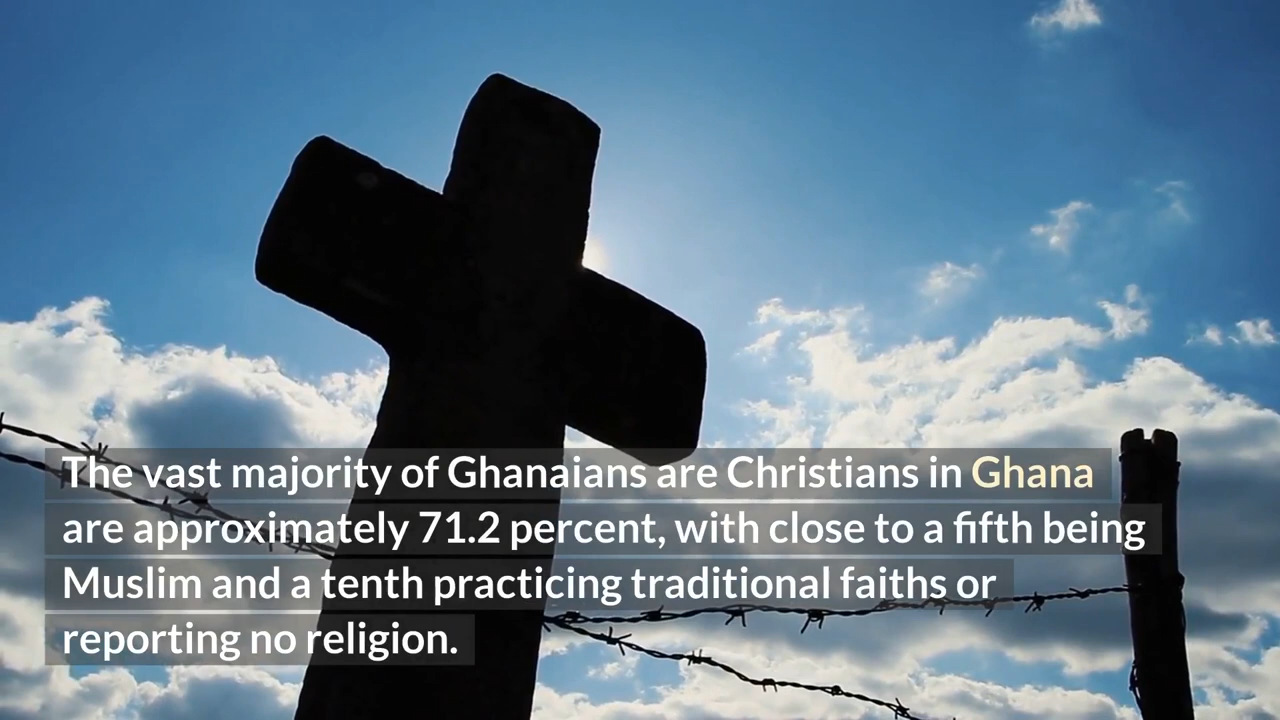 The vast majority of Ghanaians are Christians in Ghana
are approximately 71.2 percent, with close to a fifth being
Muslim and a tenth practicing traditional faiths or
reporting no religion.